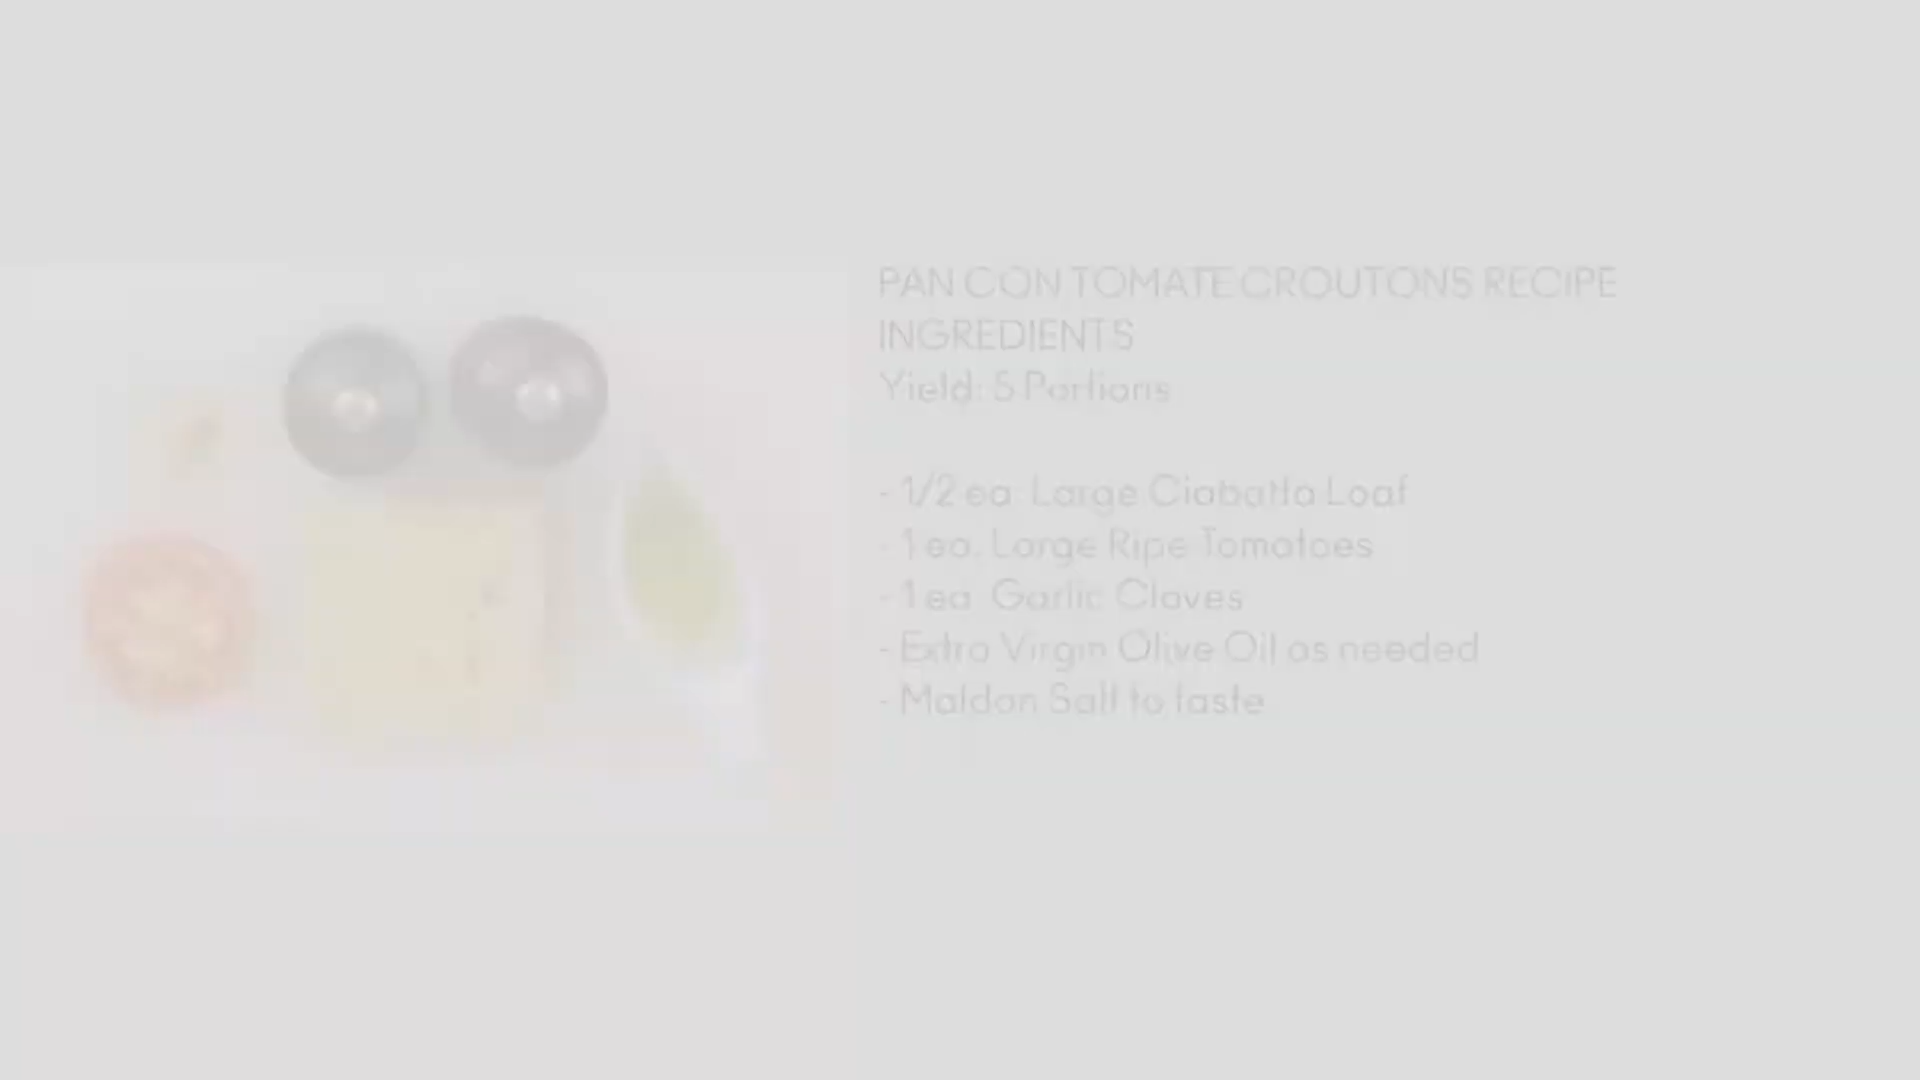 PAN CON TOMATE CROUTONS RECIPE
INGREDIENTS
Yield: 5 Portions
- 1/2 ea. Large Ciabatta Loaf
- 1 ea. Large Ripe Tomatoes
- 1 ea. Garlic Cloves
- Extra Virgin Olive Oil as needed
- Maldon Salt to taste